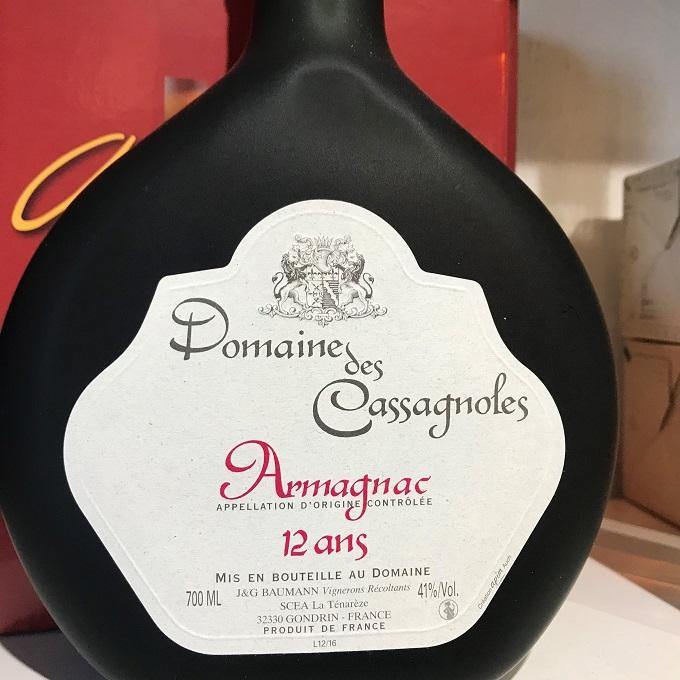 Domaine
des
Cassagnoles
Armagnac
APPELLATION D'ORIGINE CONTRÔLÉE
12 ans
MIS EN BOUTEILLE AU DOMAINE
700 ML J&G BAUMANN Vignerons Récoltants 41%/Vol.
SCEA La Ténarèze
32330 GONDRIN - FRANCE
PRODUIT DE FRANCE
L12/16